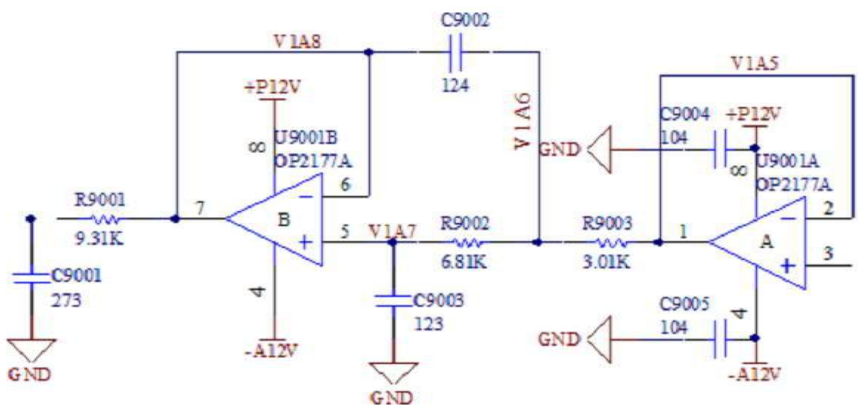 C9002
V1A8
124
V1A5
+P12V
V1A6
C9004
+P12V
104
GND
8
U9001B
OP2177A
8
U9001A
OP2177A
6
R9001
7
B
2
9.31K
5
V1A7
R9002
R9003
1
A
6.81K
3.01K
3
C9001
273
4
C9003
123
C9005
104
4
GND
-A12V
GND
GND
-A12V